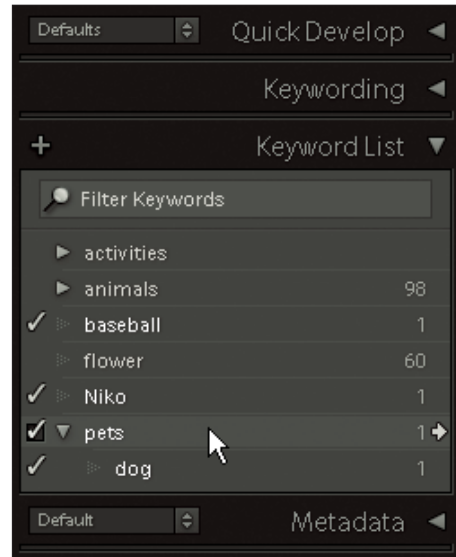 Defaults Quick Develop
Keywording
Keyword List
Filter Keywords
activities
animals 98
baseball 1
flower 60
Niko 1
pets 1
dog 1
Default Metadata